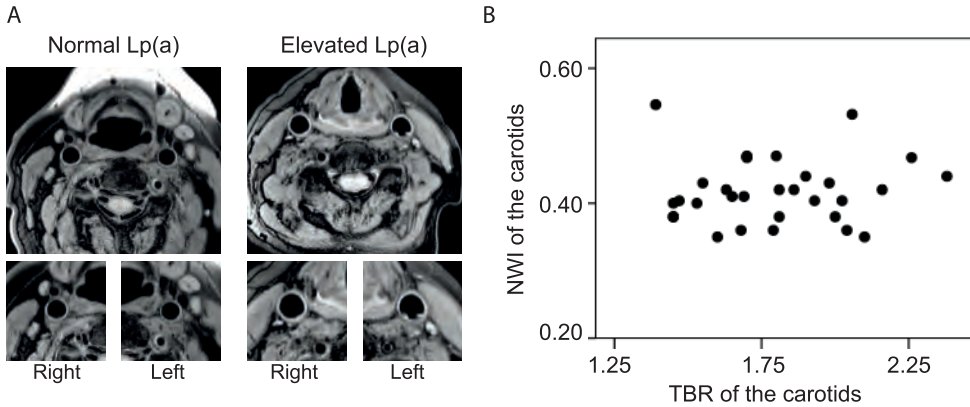 A
Normal Lp(a)
Elevated Lp(a)
Right
Left
Right
Left
B
NWI of the carotids
0.60
0.40
0.20
1.25
1.75
2.25
TBR of the carotids